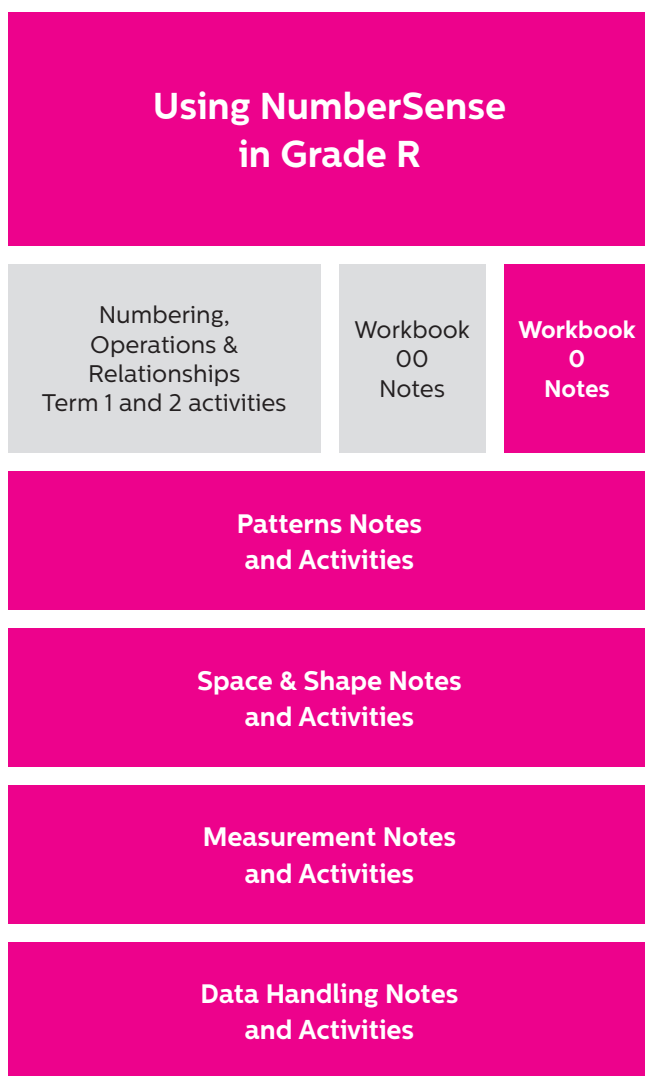 Using NumberSense
in Grade R
Numbering,
Operations &
Relationships
Term 1 and 2 activities
Workbook
00
Notes
Workbook
0
Notes
Patterns Notes
and Activities
Space & Shape Notes
and Activities
Measurement Notes
and Activities
Data Handling Notes
and Activities